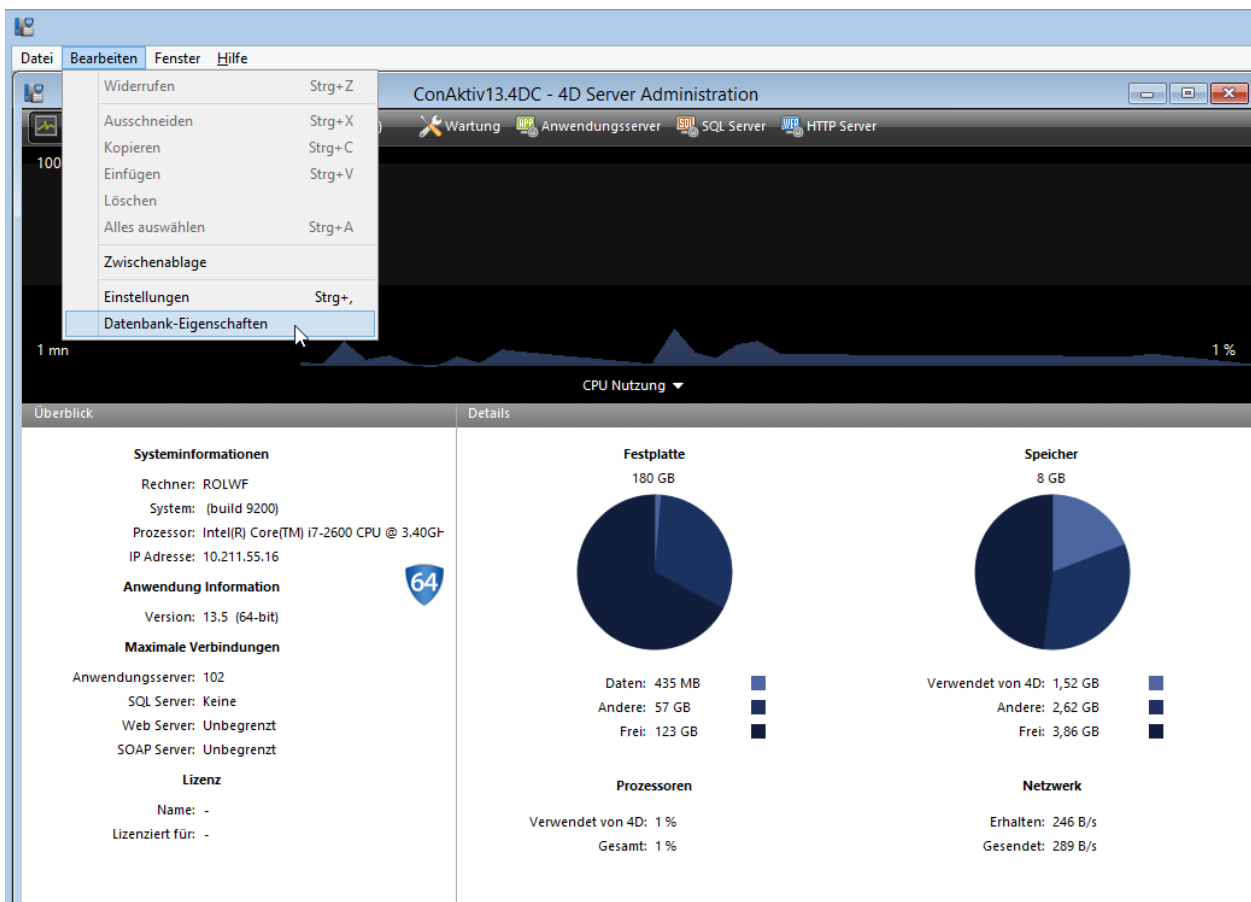 Datei Bearbeiten Fenster Hilfe
Widerrufen Strg+Z
Ausschneiden Strg+X
Kopieren Strg+C
Einfügen Strg+V
Löschen
Alles auswählen Strg+A
Zwischenablage
Einstellungen Strg+,
Datenbank-Eigenschaften
ConAktiv13.4DC - 4D Server Administration
) Wartung Anwendungsserver SQL Server HTTP Server
100
1 mn 1 %
CPU Nutzung
Überblick
Systeminformationen
Rechner: ROLWF
System: (build 9200)
Prozessor: Intel(R) Core(TM) i7-2600 CPU @ 3.40GH
IP Adresse: 10.211.55.16
Anwendung Information
64
Version: 13.5 (64-bit)
Maximale Verbindungen
Anwendungsserver: 102
SQL Server: Keine
Web Server: Unbegrenzt
SOAP Server: Unbegrenzt
Lizenz
Name: -
Lizenziert für: -
Details
Festplatte
180 GB
Daten: 435 MB
Andere: 57 GB
Frei: 123 GB
Speicher
8 GB
Verwendet von 4D: 1,52 GB
Andere: 2,62 GB
Frei: 3,86 GB
Prozessoren
Verwendet von 4D: 1 %
Gesamt: 1 %
Netzwerk
Erhalten: 246 B/s
Gesendet: 289 B/s